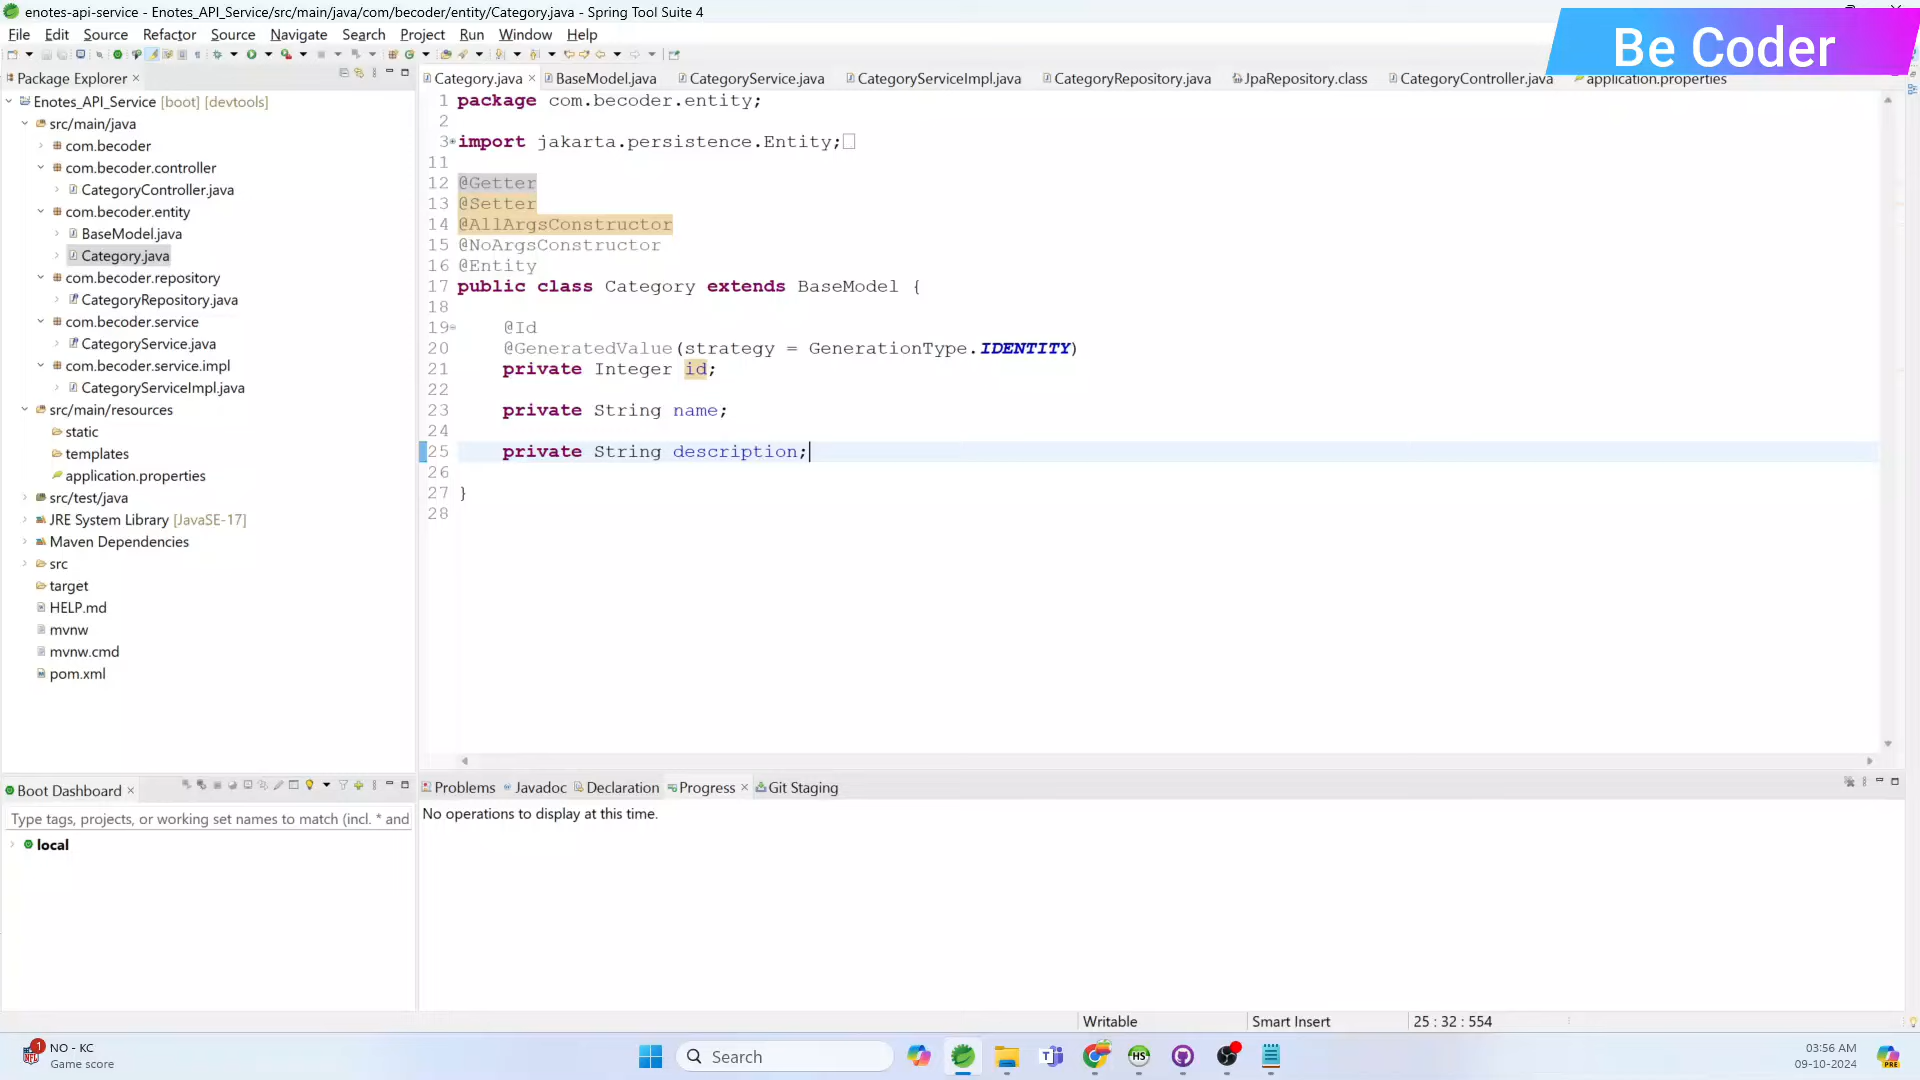 enotes-api-service - Enotes_API_Service/src/main/java/com/becoder/entity/Category.java - Spring Tool Suite 4
File Edit Source Refactor Source Navigate Search Project Run Window Help
Be Coder
Package Explorer
Enotes_API_Service [boot] [devtools]
src/main/java
com.becoder
com.becoder.controller
CategoryController.java
com.becoder.entity
BaseModel.java
Category.java
com.becoder.repository
CategoryRepository.java
com.becoder.service
CategoryService.java
com.becoder.service.impl
CategoryServiceImpl.java
src/main/resources
static
templates
application.properties
src/test/java
JRE System Library [JavaSE-17]
Maven Dependencies
src
target
HELP.md
mvnw
mvnw.cmd
pom.xml
Category.java BaseModel.java CategoryService.java CategoryServiceImpl.java CategoryRepository.java JpaRepository.class CategoryController.java application.properties
1 package com.becoder.entity;
2
3 import jakarta.persistence.Entity;
11
12 @Getter
13 @Setter
14 @AllArgsConstructor
15 @NoArgsConstructor
16 @Entity
17 public class Category extends BaseModel {
18
19 @Id
20 @GeneratedValue(strategy = GenerationType.IDENTITY)
21 private Integer id;
22
23 private String name;
24
25 private String description;
26
27 }
28
Boot Dashboard
Type tags, projects, or working set names to match (incl. * and
local
Problems Javadoc Declaration Progress Git Staging
No operations to display at this time.
Writable Smart Insert 25 : 32 : 554
1 NO - KC
Game score
Search
03:56 AM
09-10-2024